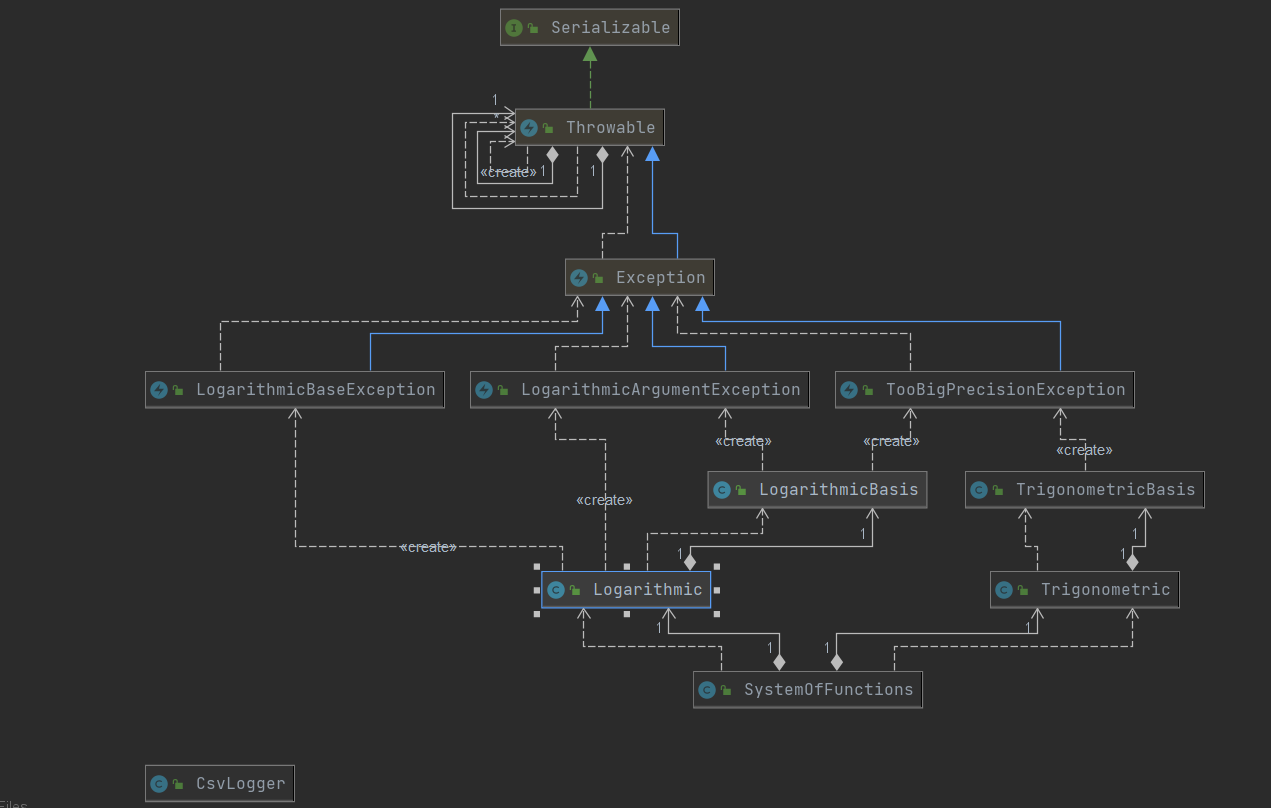 Serializable
1
Throwable
*
«create»
1
1
Exception
LogarithmicBaseException
LogarithmicArgumentException
TooBigPrecisionException
«create»
«create»
«create»
LogarithmicBasis
TrigonometricBasis
«create»
1
1
«create»
1
1
Logarithmic
Trigonometric
1
1
1
1
SystemOfFunctions
CsvLogger
Files